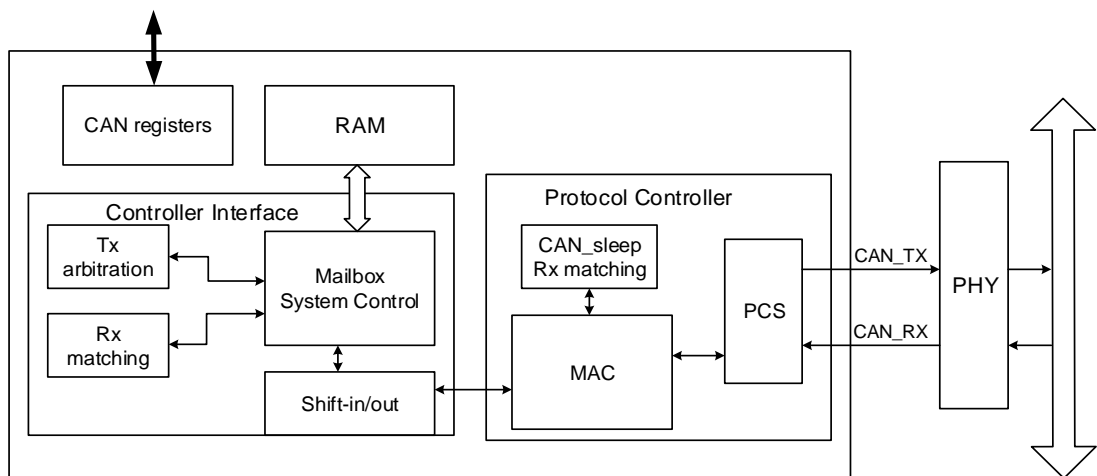 CAN registers
RAM
Controller Interface
Tx
arbitration
Rx
matching
Mailbox
System Control
Shift-in/out
Protocol Controller
CAN_sleep
Rx matching
MAC
PCS
CAN_TX
CAN_RX
PHY